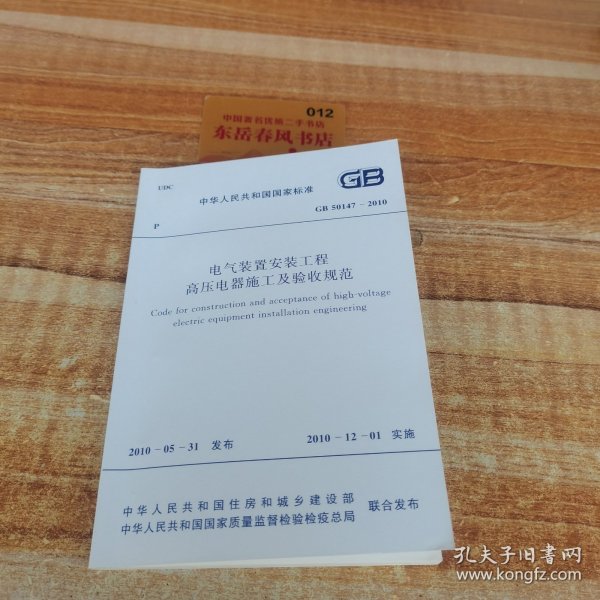 012
中国著名优秀二手书店
东岳春风书店
UDC
中华人民共和国国家标准
GB
P
GB 50147-2010
电气装置安装工程
高压电器施工及验收规范
Code for construction and acceptance of high-voltage
electric equipment installation engineering
2010-05-31 发布
2010-12-01 实施
中华人民共和国住房和城乡建设部
中华人民共和国国家质量监督检验检疫总局
联合发布
孔夫子旧书网
www.kongfz.com